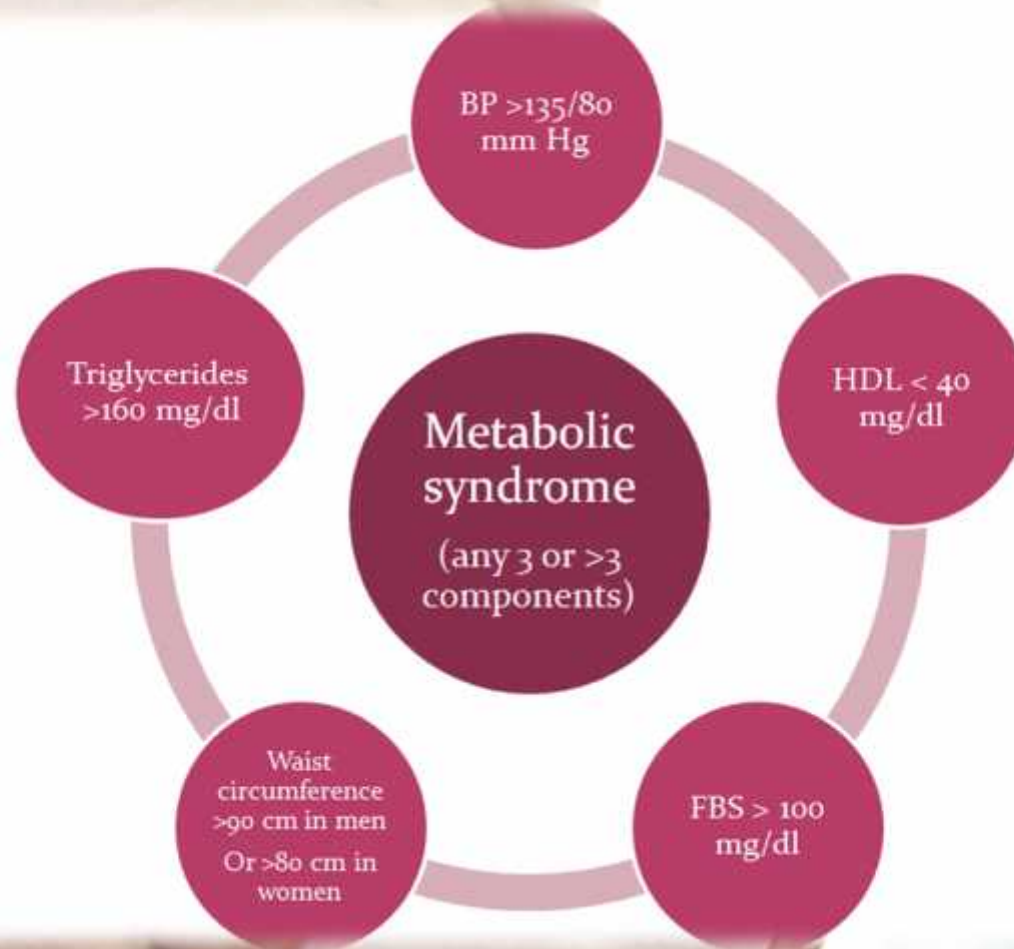 BP >135/80
mm Hg
HDL < 40
mg/dl
FBS > 100
mg/dl
Waist
circumference
>90 cm in men
Or >80 cm in
women
Triglycerides
>160 mg/dl
Metabolic
syndrome
(any 3 or >3
components)